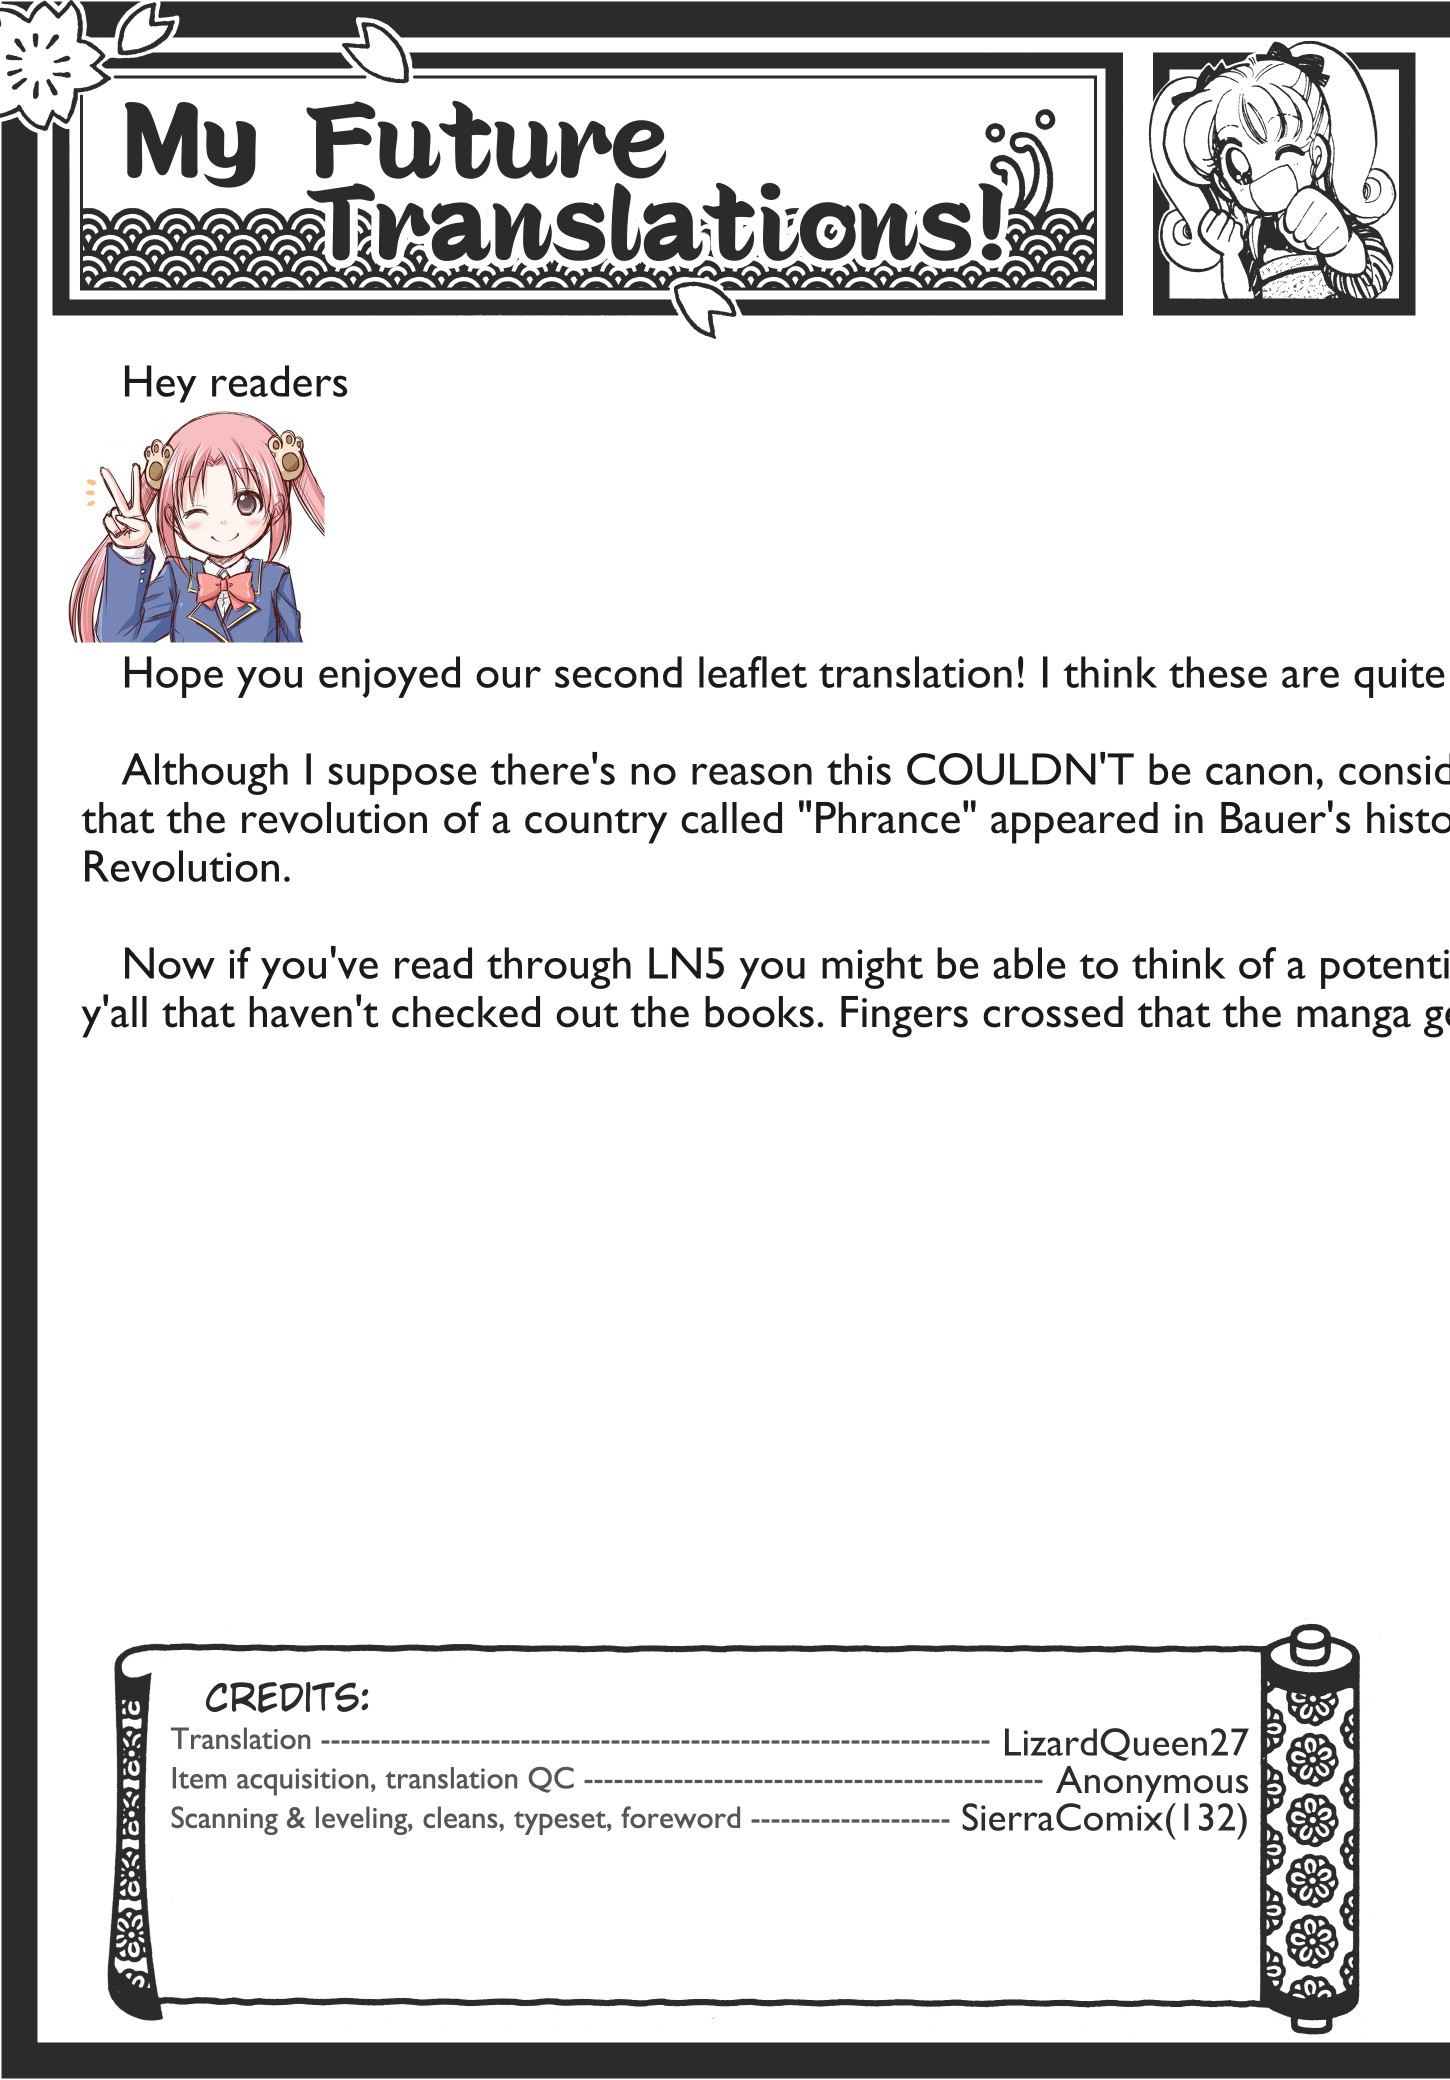 My Future
Translations!
Hey readers
Hope you enjoyed our second leaflet translation! I think these are quite
Although I suppose there's no reason this COULDN'T be canon,
that the revolution of a country called "Phrance" appeared in Bauer's
Revolution.
Now if you've read through LN5 you might be able to think of a
y'all that haven't checked out the books. Fingers crossed that the manga
CREDITS:
Translation ------------------------------------------------------------------- LizardQueen27
Item acquisition, translation QC ---------------------------------------------- Anonymous
Scanning & leveling, cleans, typeset, foreword -------------------- SierraComix(132)